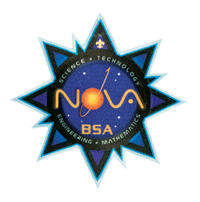 SCIENCE • TECHNOLOGY
NOVA
BSA
ENGINEERING • MATHEMATICS